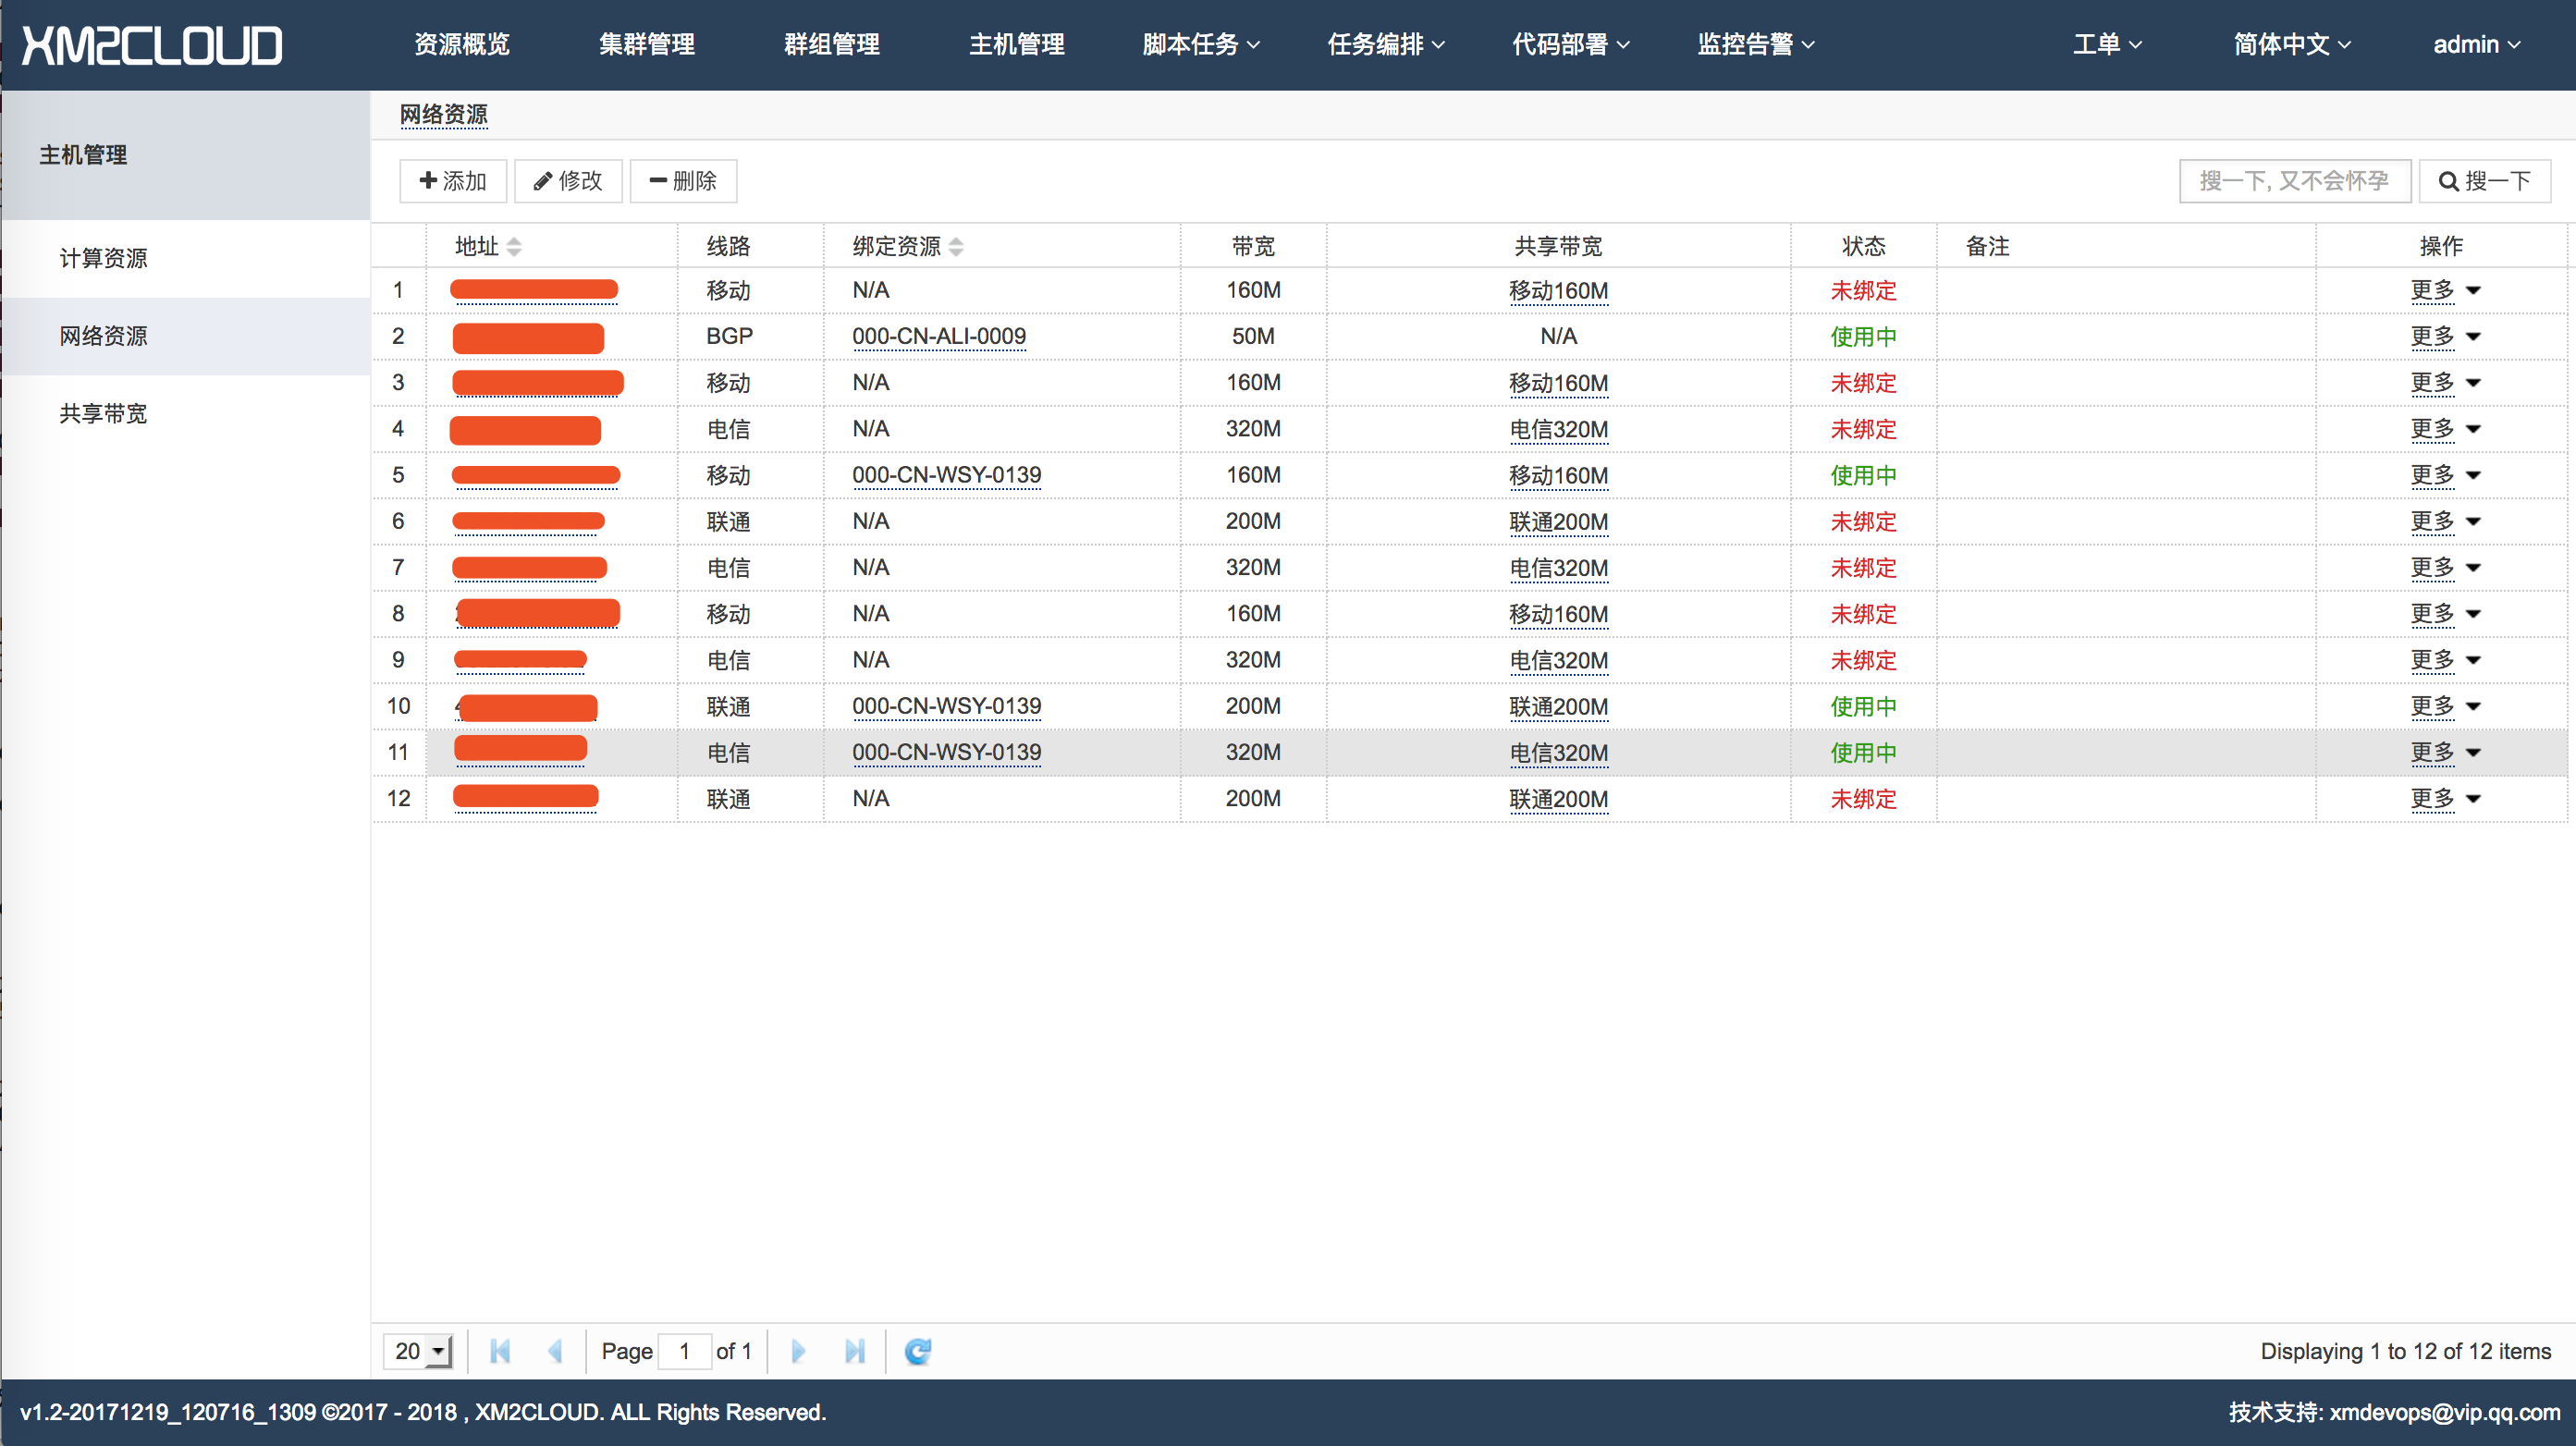 XM2CLOUD 资源概览 集群管理 群组管理 主机管理 脚本任务 任务编排 代码部署 监控告警 工单 简体中文 admin
主机管理
计算资源
网络资源
共享带宽
网络资源
添加 修改 删除 搜一下, 又不会怀孕 搜一下
地址 线路 绑定资源 带宽 共享带宽 状态 备注 操作
1 移动 N/A 160M 移动160M 未绑定 更多
2 BGP 000-CN-ALI-0009 50M N/A 使用中 更多
3 移动 N/A 160M 移动160M 未绑定 更多
4 电信 N/A 320M 电信320M 未绑定 更多
5 移动 000-CN-WSY-0139 160M 移动160M 使用中 更多
6 联通 N/A 200M 联通200M 未绑定 更多
7 电信 N/A 320M 电信320M 未绑定 更多
8 移动 N/A 160M 移动160M 未绑定 更多
9 电信 N/A 320M 电信320M 未绑定 更多
10 联通 000-CN-WSY-0139 200M 联通200M 使用中 更多
11 电信 000-CN-WSY-0139 320M 电信320M 使用中 更多
12 联通 N/A 200M 联通200M 未绑定 更多
20 Page 1 of 1 Displaying 1 to 12 of 12 items
v1.2-20171219_120716_1309 ©2017 - 2018 , XM2CLOUD. ALL Rights Reserved. 技术支持: xmdevops@vip.qq.com